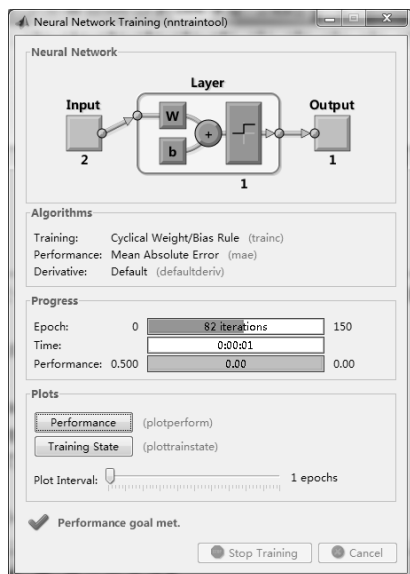 Neural Network Training (nntraintool)
Neural Network
Layer
Input
W
b
+
Output
2
1
1
Algorithms
Training: Cyclical Weight/Bias Rule (trainc)
Performance: Mean Absolute Error (mae)
Derivative: Default (defaultderiv)
Progress
Epoch: 0 82 iterations 150
Time: 0:00:01
Performance: 0.500 0.00 0.00
Plots
Performance (plotperform)
Training State (plottrainstate)
Plot Interval: 1 epochs
Performance goal met.
Stop Training Cancel